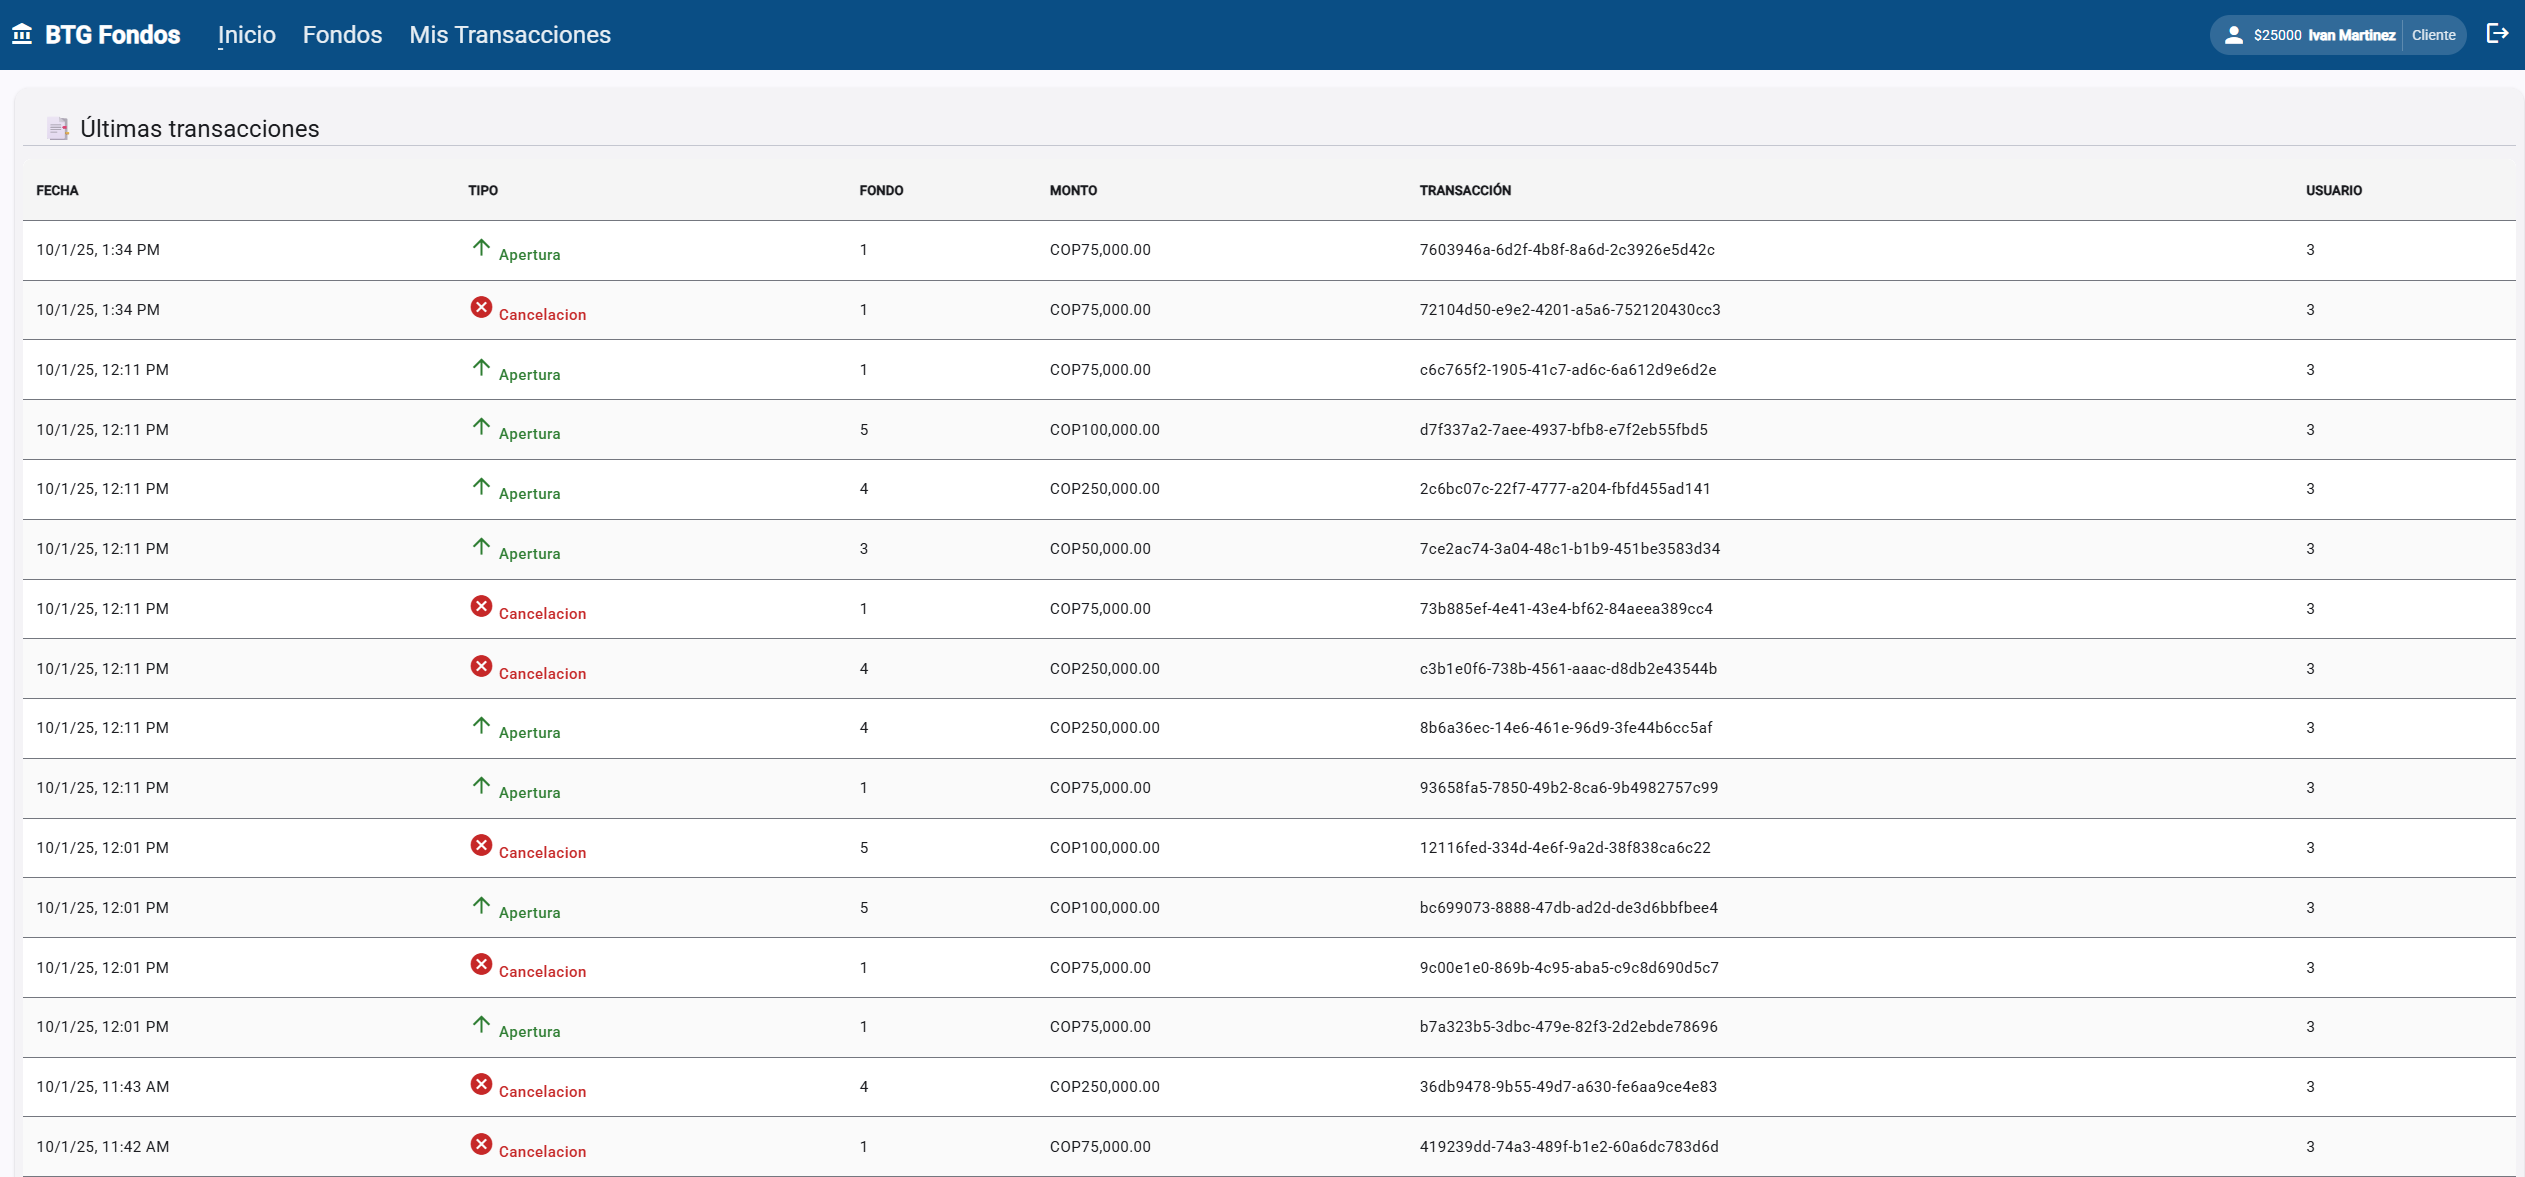 BTG Fondos Inicio Fondos Mis Transacciones $25000 Ivan Martinez Cliente
Últimas transacciones
FECHA TIPO FONDO MONTO TRANSACCIÓN USUARIO
10/1/25, 1:34 PM Apertura 1 COP75,000.00 7603946a-6d2f-4b8f-8a6d-2c3926e5d42c 3
10/1/25, 1:34 PM Cancelacion 1 COP75,000.00 72104d50-e9e2-4201-a5a6-752120430cc3 3
10/1/25, 12:11 PM Apertura 1 COP75,000.00 c6c765f2-1905-41c7-ad6c-6a612d9e6d2e 3
10/1/25, 12:11 PM Apertura 5 COP100,000.00 d7f337a2-7aee-4937-bfb8-e7f2eb55fbd5 3
10/1/25, 12:11 PM Apertura 4 COP250,000.00 2c6bc07c-22f7-4777-a204-fbfd455ad141 3
10/1/25, 12:11 PM Apertura 3 COP50,000.00 7ce2ac74-3a04-48c1-b1b9-451be3583d34 3
10/1/25, 12:11 PM Cancelacion 1 COP75,000.00 73b885ef-4e41-43e4-bf62-84aeea389cc4 3
10/1/25, 12:11 PM Cancelacion 4 COP250,000.00 c3b1e0f6-738b-4561-aaac-d8db2e43544b 3
10/1/25, 12:11 PM Apertura 4 COP250,000.00 8b6a36ec-14e6-461e-96d9-3fe44b6cc5af 3
10/1/25, 12:11 PM Apertura 1 COP75,000.00 93658fa5-7850-49b2-8ca6-9b4982757c99 3
10/1/25, 12:01 PM Cancelacion 5 COP100,000.00 12116fed-334d-4e6f-9a2d-38f838ca6c22 3
10/1/25, 12:01 PM Apertura 5 COP100,000.00 bc699073-8888-47db-ad2d-de3d6bbfbee4 3
10/1/25, 12:01 PM Cancelacion 1 COP75,000.00 9c00e1e0-869b-4c95-aba5-c9c8d690d5c7 3
10/1/25, 12:01 PM Apertura 1 COP75,000.00 b7a323b5-3dbc-479e-82f3-2d2ebde78696 3
10/1/25, 11:43 AM Cancelacion 4 COP250,000.00 36db9478-9b55-49d7-a630-fe6aa9ce4e83 3
10/1/25, 11:42 AM Cancelacion 1 COP75,000.00 419239dd-74a3-489f-b1e2-60a6dc783d6d 3